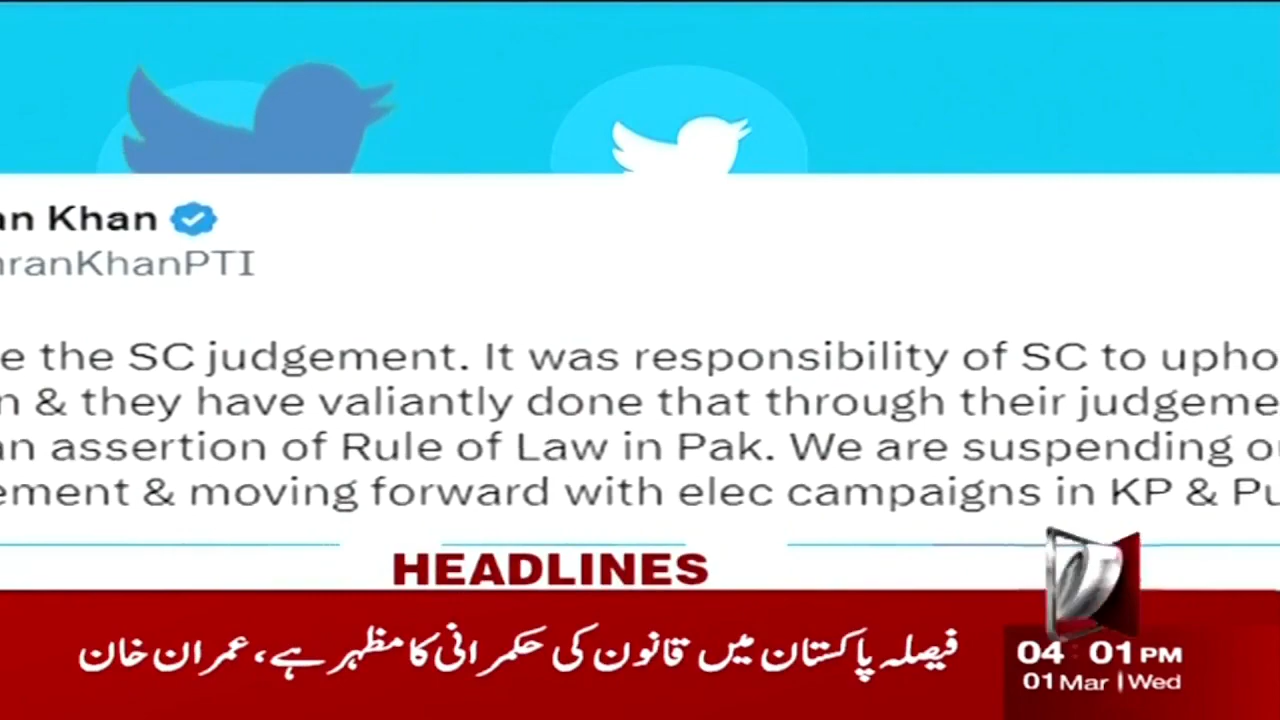 an Khan
mranKhanPTI
e the SC judgement. It was responsibility of SC to upho
n & they have valiantly done that through their judgeme
an assertion of Rule of Law in Pak. We are suspending ou
ement & moving forward with elec campaigns in KP & Pu
HEADLINES
فیصلہ پاکستان میں قانون کی حکمرانی کا مظہر ہے، عمران خان
04 : 01 PM
01 Mar | Wed